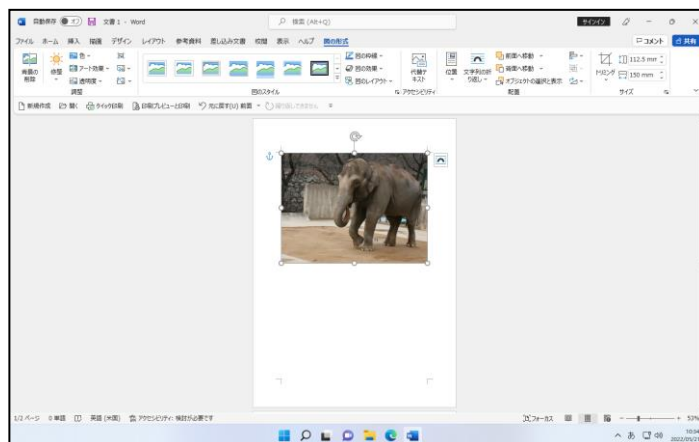 自動保存 オフ 文書 1 - Word 検索 (Alt+Q) サインイン
ファイル ホーム 挿入 描画 デザイン レイアウト 参考資料 差し込み文書 校閲 表示 ヘルプ 図の形式 コメント 共有
背景の削除 修整 色 アート効果 透明度 図の枠線 図の効果 図のレイアウト 代替テキスト 位置 文字列の折り返し 前面へ移動 背面へ移動 オブジェクトの選択と表示 トリミング 112.5 mm 150 mm
調整 図のスタイル アクセシビリティ 配置 サイズ
新規作成 開く クイック印刷 印刷プレビューと印刷 元に戻す(U) 前面
1/2 ページ 0 単語 英語 (米国) アクセシビリティ: 検討が必要です フォーカス 53%
あ 10:04